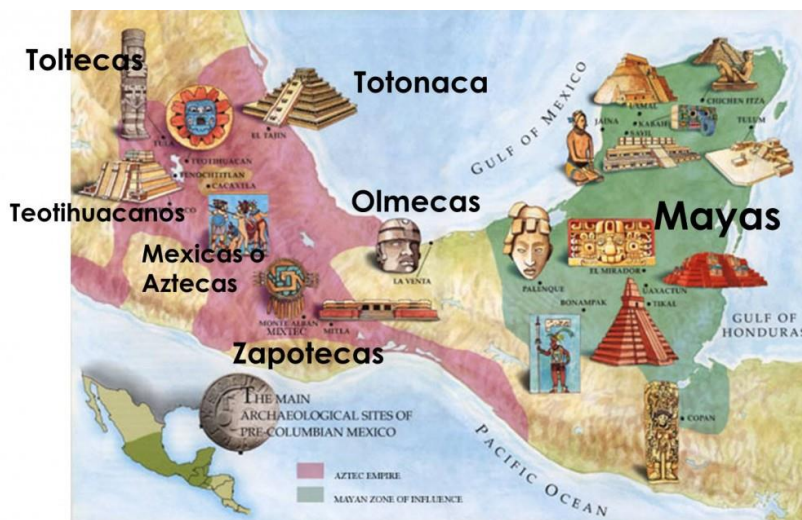 Toltecas
Totonaca
EL TAJIN
TULA
TEOTIHUACAN
TENOCHTITLAN
CACAXTLA
Teotihuacanos
Mexicas o
Aztecas
Olmecas
LA VENTA
MONTE ALBAN
MIXTEC
MITLA
Zapotecas
GULF OF MEXICO
UXMAL
CHICHEN ITZA
JAINA
KABAH
SAYIL
TULUM
Mayas
EL MIRADOR
PALENQUE
UAXACTUN
BONAMPAK
TIKAL
GULF OF
HONDURAS
COPAN
PACIFIC OCEAN
THE MAIN
ARCHAEOLOGICAL SITES OF
PRE-COLUMBIAN MEXICO
AZTEC EMPIRE
MAYAN ZONE OF INFLUENCE